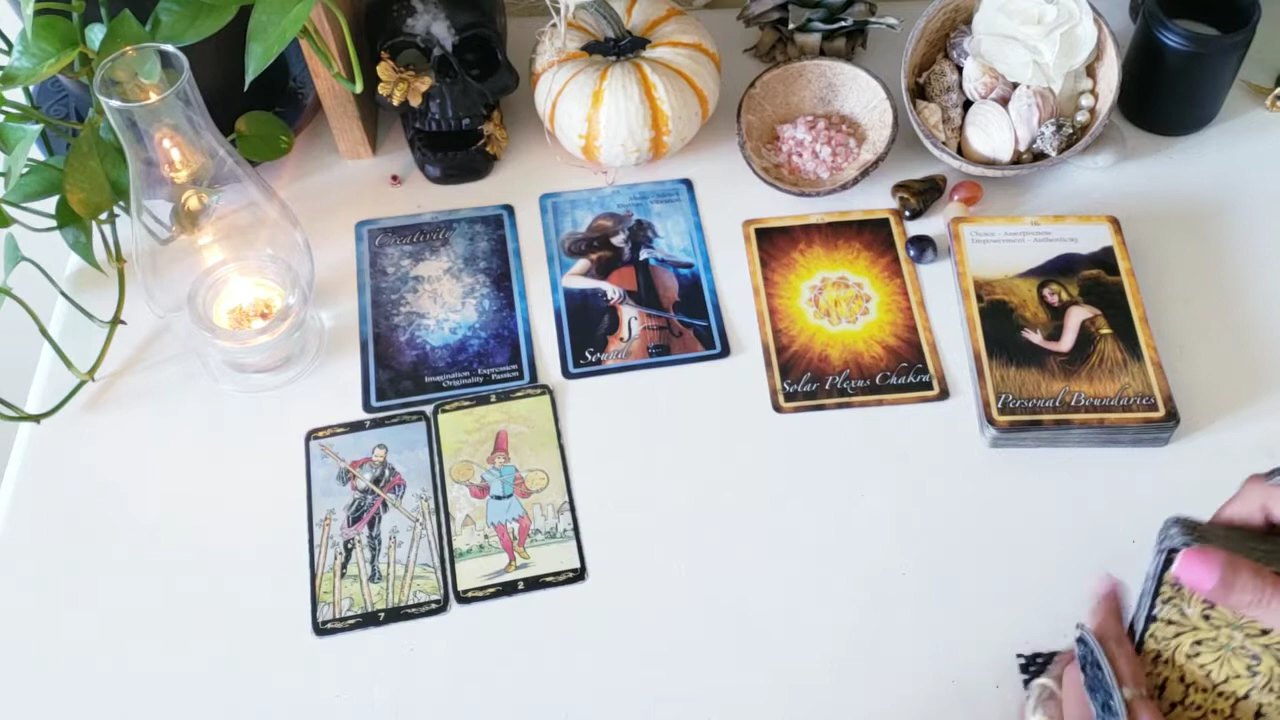 Creativity
Imagination - Expression
Originality - Passion
Sound
15
Solar Plexus Chakra
Choice - Assertiveness
Empowerment - Authenticity
Personal Boundaries
7
7
2
2